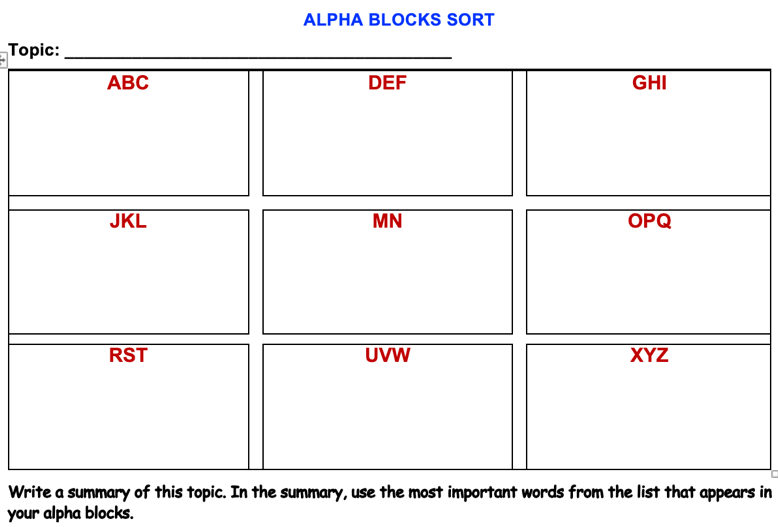 ALPHA BLOCKS SORT
Topic: ___________________________________________
ABC DEF GHI
JKL MN OPQ
RST UVW XYZ
Write a summary of this topic. In the summary, use the most important words from the list that appears in
your alpha blocks.